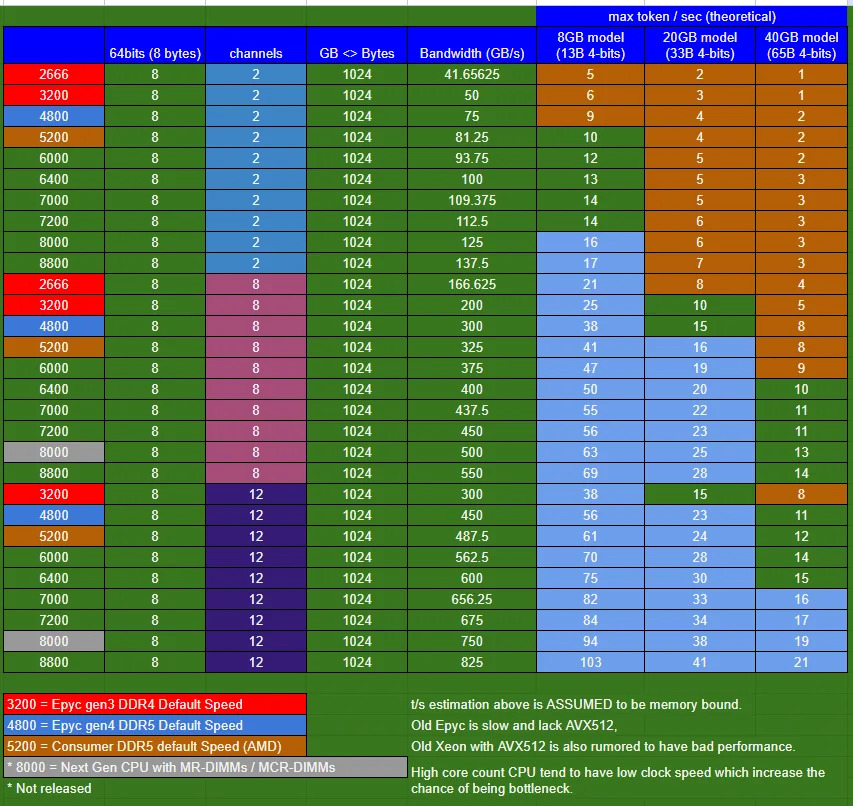 max token / sec (theoretical)
64bits (8 bytes) channels GB <> Bytes Bandwidth (GB/s) 8GB model (13B 4-bits) 20GB model (33B 4-bits) 40GB model (65B 4-bits)
2666 8 2 1024 41.65625 5 2 1
3200 8 2 1024 50 6 3 1
4800 8 2 1024 75 9 4 2
5200 8 2 1024 81.25 10 4 2
6000 8 2 1024 93.75 12 5 2
6400 8 2 1024 100 13 5 3
7000 8 2 1024 109.375 14 5 3
7200 8 2 1024 112.5 14 6 3
8000 8 2 1024 125 16 6 3
8800 8 2 1024 137.5 17 7 3
2666 8 8 1024 166.625 21 8 4
3200 8 8 1024 200 25 10 5
4800 8 8 1024 300 38 15 8
5200 8 8 1024 325 41 16 8
6000 8 8 1024 375 47 19 9
6400 8 8 1024 400 50 20 10
7000 8 8 1024 437.5 55 22 11
7200 8 8 1024 450 56 23 11
8000 8 8 1024 500 63 25 13
8800 8 8 1024 550 69 28 14
3200 8 12 1024 300 38 15 8
4800 8 12 1024 450 56 23 11
5200 8 12 1024 487.5 61 24 12
6000 8 12 1024 562.5 70 28 14
6400 8 12 1024 600 75 30 15
7000 8 12 1024 656.25 82 33 16
7200 8 12 1024 675 84 34 17
8000 8 12 1024 750 94 38 19
8800 8 12 1024 825 103 41 21
3200 = Epyc gen3 DDR4 Default Speed
4800 = Epyc gen4 DDR5 Default Speed
5200 = Consumer DDR5 default Speed (AMD)
* 8000 = Next Gen CPU with MR-DIMMs / MCR-DIMMs
* Not released
t/s estimation above is ASSUMED to be memory bound.
Old Epyc is slow and lack AVX512,
Old Xeon with AVX512 is also rumored to have bad performance.
High core count CPU tend to have low clock speed which increase the
chance of being bottleneck.